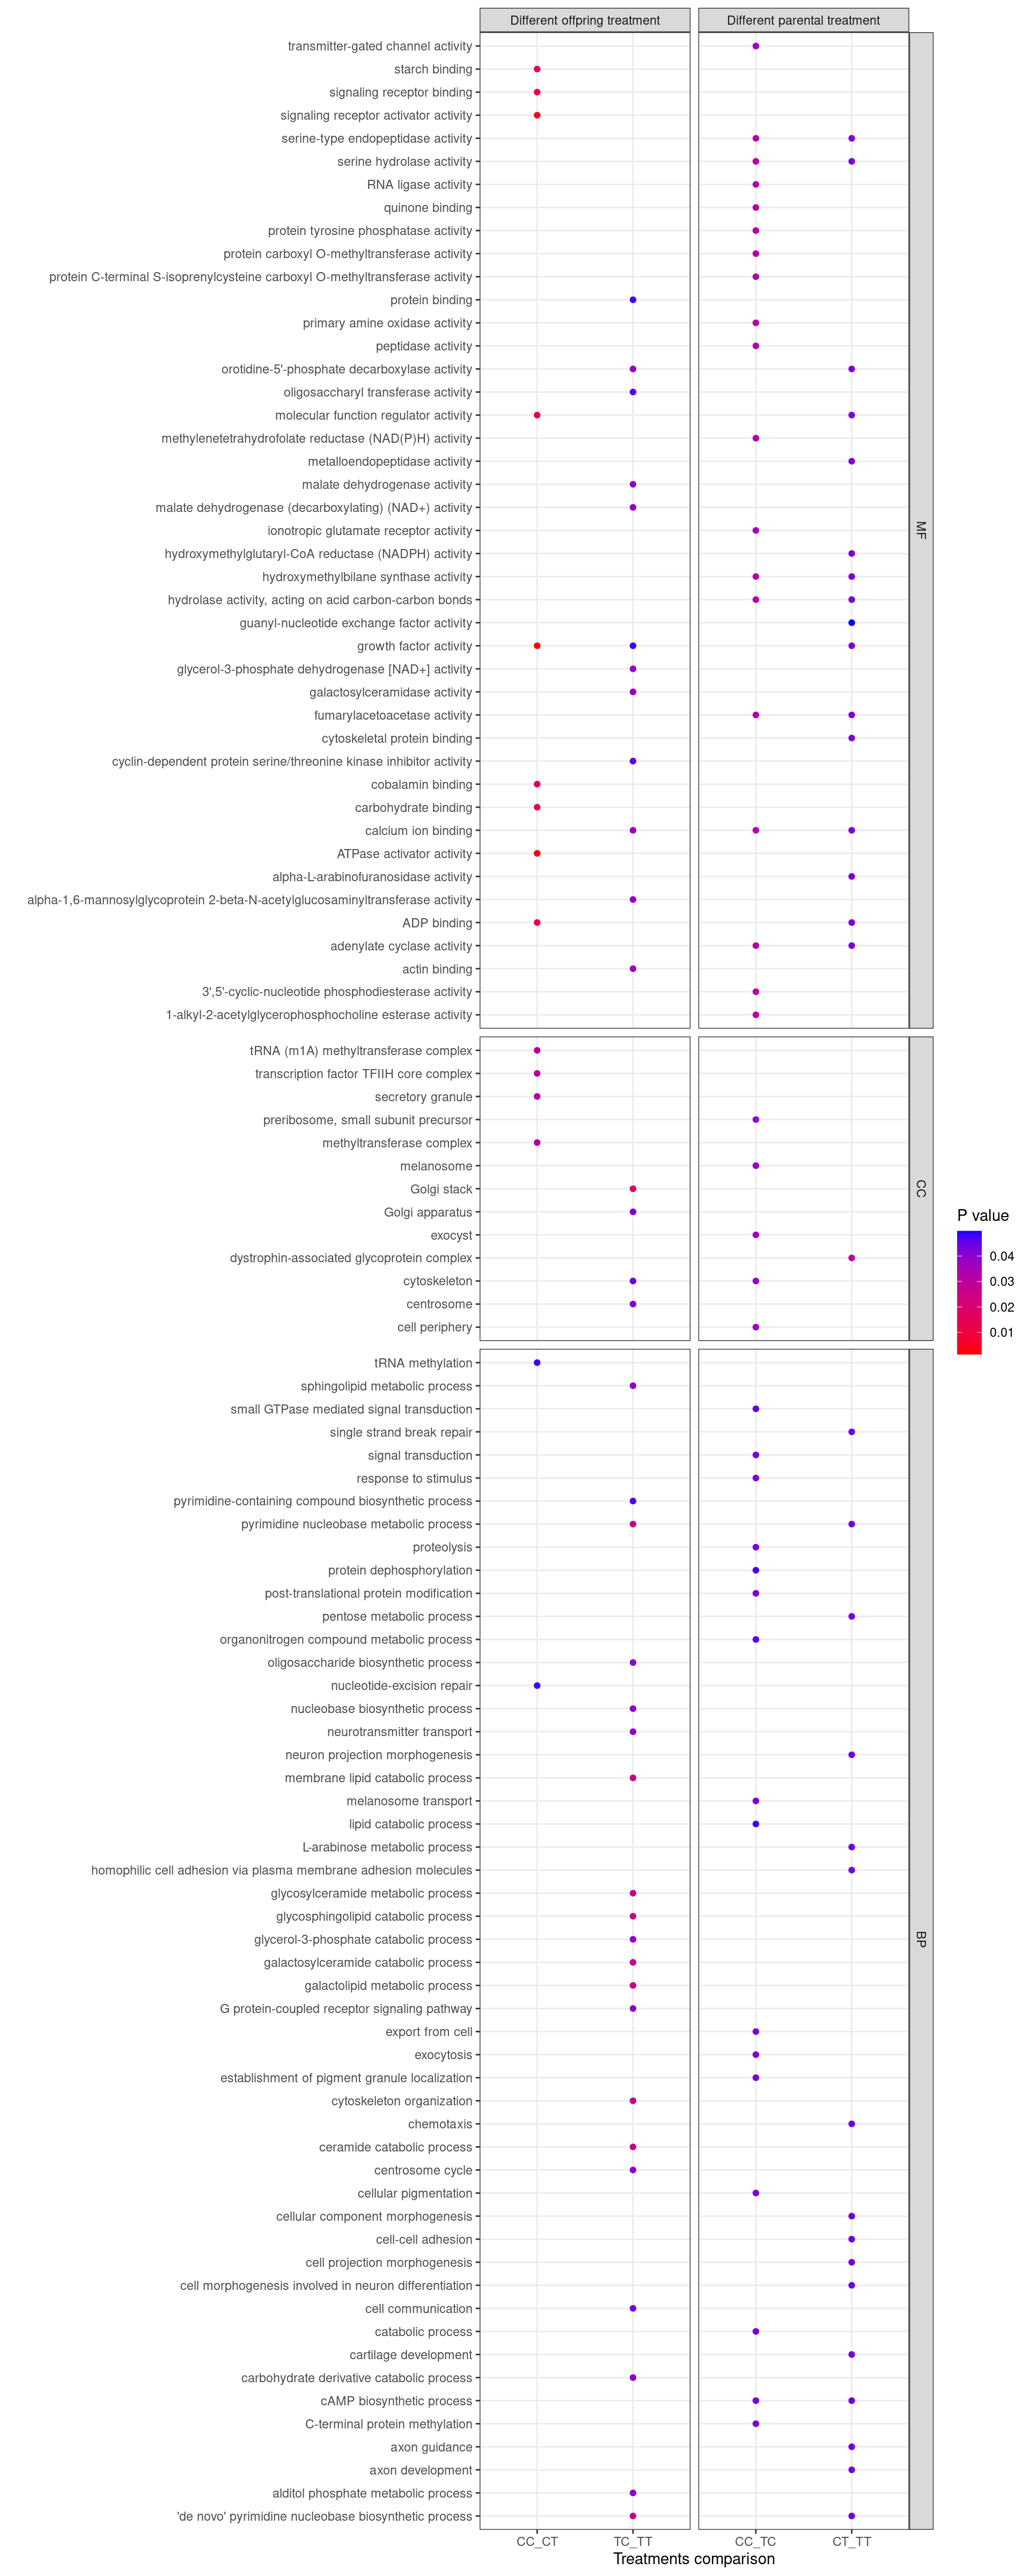 Different offpring treatment
Different parental treatment
transmitter-gated channel activity
starch binding
signaling receptor binding
signaling receptor activator activity
serine-type endopeptidase activity
serine hydrolase activity
RNA ligase activity
quinone binding
protein tyrosine phosphatase activity
protein carboxyl O-methyltransferase activity
protein C-terminal S-isoprenylcysteine carboxyl O-methyltransferase activity
protein binding
primary amine oxidase activity
peptidase activity
orotidine-5'-phosphate decarboxylase activity
oligosaccharyl transferase activity
molecular function regulator activity
methylenetetrahydrofolate reductase (NAD(P)H) activity
metalloendopeptidase activity
malate dehydrogenase activity
malate dehydrogenase (decarboxylating) (NAD+) activity
ionotropic glutamate receptor activity
hydroxymethylglutaryl-CoA reductase (NADPH) activity
hydroxymethylbilane synthase activity
hydrolase activity, acting on acid carbon-carbon bonds
guanyl-nucleotide exchange factor activity
growth factor activity
glycerol-3-phosphate dehydrogenase [NAD+] activity
galactosylceramidase activity
fumarylacetoacetase activity
cytoskeletal protein binding
cyclin-dependent protein serine/threonine kinase inhibitor activity
cobalamin binding
carbohydrate binding
calcium ion binding
ATPase activator activity
alpha-L-arabinofuranosidase activity
alpha-1,6-mannosylglycoprotein 2-beta-N-acetylglucosaminyltransferase activity
ADP binding
adenylate cyclase activity
actin binding
3',5'-cyclic-nucleotide phosphodiesterase activity
1-alkyl-2-acetylglycerophosphocholine esterase activity
MF
tRNA (m1A) methyltransferase complex
transcription factor TFIIH core complex
secretory granule
preribosome, small subunit precursor
methyltransferase complex
melanosome
Golgi stack
Golgi apparatus
exocyst
dystrophin-associated glycoprotein complex
cytoskeleton
centrosome
cell periphery
CC
P value
0.04
0.03
0.02
0.01
tRNA methylation
sphingolipid metabolic process
small GTPase mediated signal transduction
single strand break repair
signal transduction
response to stimulus
pyrimidine-containing compound biosynthetic process
pyrimidine nucleobase metabolic process
proteolysis
protein dephosphorylation
post-translational protein modification
pentose metabolic process
organonitrogen compound metabolic process
oligosaccharide biosynthetic process
nucleotide-excision repair
nucleobase biosynthetic process
neurotransmitter transport
neuron projection morphogenesis
membrane lipid catabolic process
melanosome transport
lipid catabolic process
L-arabinose metabolic process
homophilic cell adhesion via plasma membrane adhesion molecules
glycosylceramide metabolic process
glycosphingolipid catabolic process
glycerol-3-phosphate catabolic process
galactosylceramide catabolic process
galactolipid metabolic process
G protein-coupled receptor signaling pathway
export from cell
exocytosis
establishment of pigment granule localization
cytoskeleton organization
chemotaxis
ceramide catabolic process
centrosome cycle
cellular pigmentation
cellular component morphogenesis
cell-cell adhesion
cell projection morphogenesis
cell morphogenesis involved in neuron differentiation
cell communication
catabolic process
cartilage development
carbohydrate derivative catabolic process
cAMP biosynthetic process
C-terminal protein methylation
axon guidance
axon development
alditol phosphate metabolic process
'de novo' pyrimidine nucleobase biosynthetic process
BP
CC_CT
TC_TT
CC_TC
CT_TT
Treatments comparison